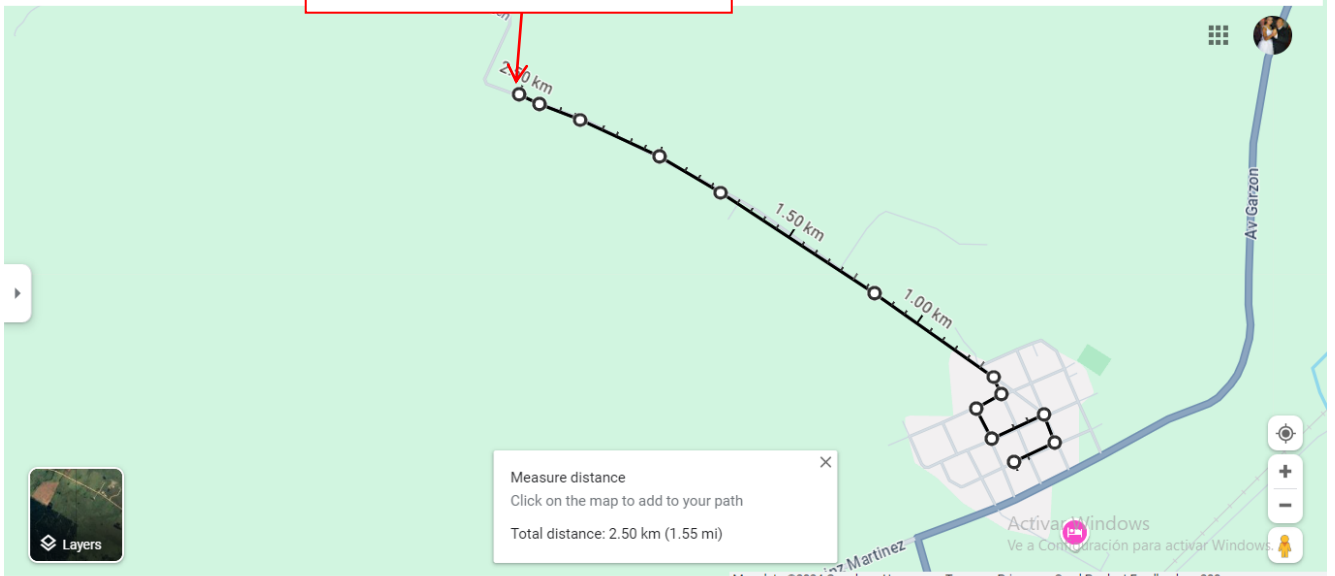 2.50 km
1.50 km
1.00 km
Av Garzon
Measure distance
Click on the map to add to your path
Total distance: 2.50 km (1.55 mi)
Layers
Martinez
Activar Windows
Ve a Configuración para activar Windows.